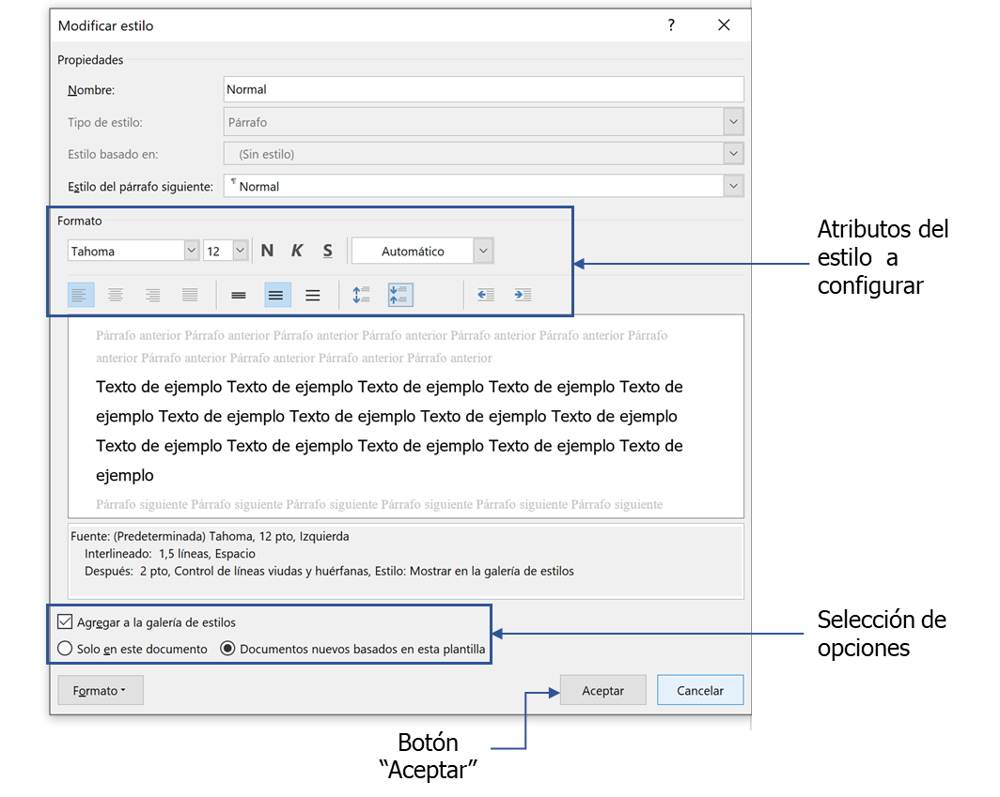 Modificar estilo
?
Propiedades
Nombre:
Normal
Tipo de estilo:
Párrafo
Estilo basado en:
(Sin estilo)
Estilo del párrafo siguiente:
¶ Normal
Formato
Tahoma
12
N K S
Automático
Atributos del
estilo a
configurar
Párrafo anterior Párrafo anterior Párrafo anterior Párrafo anterior Párrafo anterior Párrafo anterior Párrafo
anterior Párrafo anterior Párrafo anterior Párrafo anterior Párrafo anterior
Texto de ejemplo Texto de ejemplo Texto de ejemplo Texto de ejemplo Texto de
ejemplo Texto de ejemplo Texto de ejemplo Texto de ejemplo Texto de ejemplo
Texto de ejemplo Texto de ejemplo Texto de ejemplo Texto de ejemplo Texto de
ejemplo
Párrafo siguiente Párrafo siguiente Párrafo siguiente Párrafo siguiente Párrafo siguiente Párrafo siguiente
Fuente: (Predeterminada) Tahoma, 12 pto, Izquierda
Interlineado: 1,5 líneas, Espacio
Después: 2 pto, Control de líneas viudas y huérfanas, Estilo: Mostrar en la galería de estilos
Agregar a la galería de estilos
Solo en este documento
Documentos nuevos basados en esta plantilla
Selección de
opciones
Formato
Aceptar
Cancelar
Botón
“Aceptar”